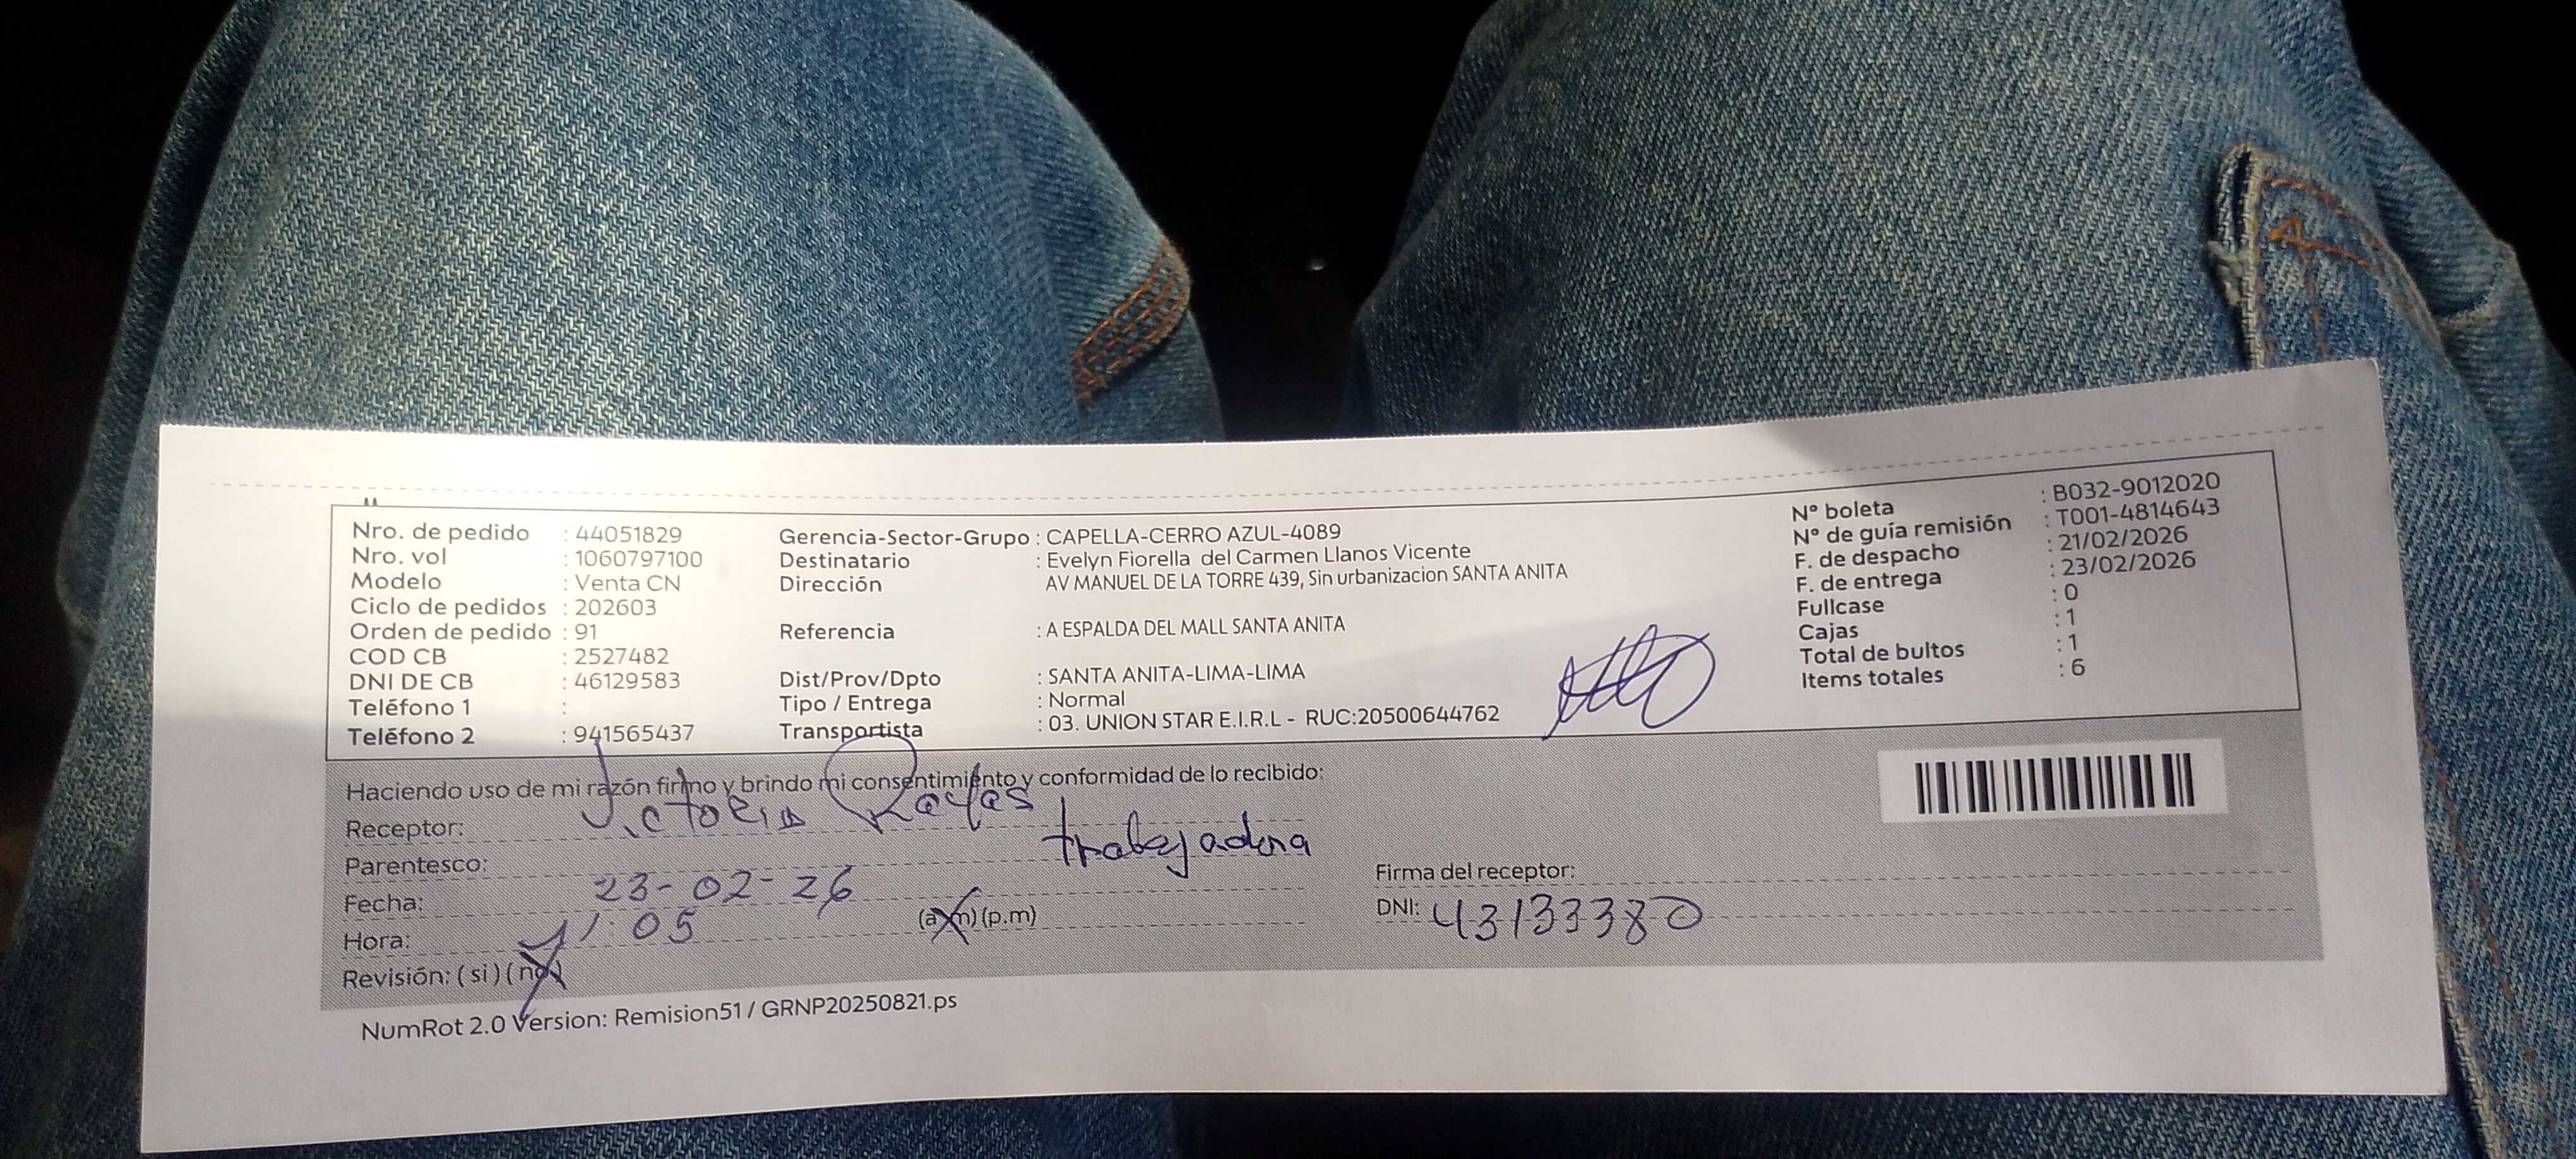 Nro. de pedido : 44051829
Nro. vol : 1060797100
Modelo : Venta CN
Ciclo de pedidos : 202603
Orden de pedido : 91
COD CB : 2527482
DNI DE CB : 46129583
Teléfono 1 :
Teléfono 2 : 941565437
Gerencia-Sector-Grupo : CAPELLA-CERRO AZUL-4089
Destinatario : Evelyn Fiorella del Carmen Llanos Vicente
Dirección AV MANUEL DE LA TORRE 439, Sin urbanizacion SANTA ANITA
Referencia : A ESPALDA DEL MALL SANTA ANITA
Dist/Prov/Dpto : SANTA ANITA-LIMA-LIMA
Tipo / Entrega : Normal
Transportista : 03. UNION STAR E.I.R.L - RUC:20500644762
N° boleta : B032-9012020
N° de guía remisión : T001-4814643
F. de despacho : 21/02/2026
F. de entrega : 23/02/2026
Fullcase : 0
Cajas : 1
Total de bultos : 1
Items totales : 6
Haciendo uso de mi razón firmo y brindo mi consentimiento y conformidad de lo recibido:
Receptor: Victoria
Parentesco: trabajadora
Fecha: 23-02-26
Hora: 11:05 (a.m) (p.m)
Revisión: ( si ) ( no )
Firma del receptor:
DNI: 43133380
NumRot 2.0 Version: Remision51 / GRNP20250821.ps